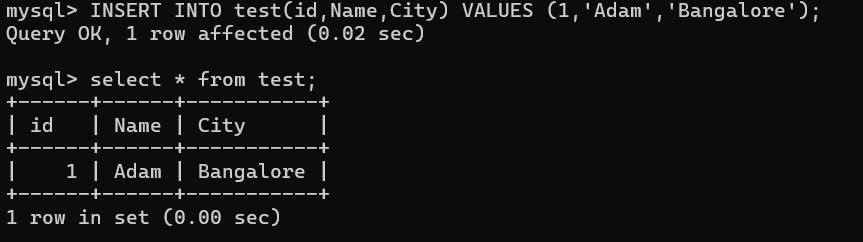 mysql> INSERT INTO test(id,Name,City) VALUES (1,'Adam','Bangalore');
Query OK, 1 row affected (0.02 sec)

mysql> select * from test;
+------+------+-----------+
| id   | Name | City      |
+------+------+-----------+
|    1 | Adam | Bangalore |
+------+------+-----------+
1 row in set (0.00 sec)